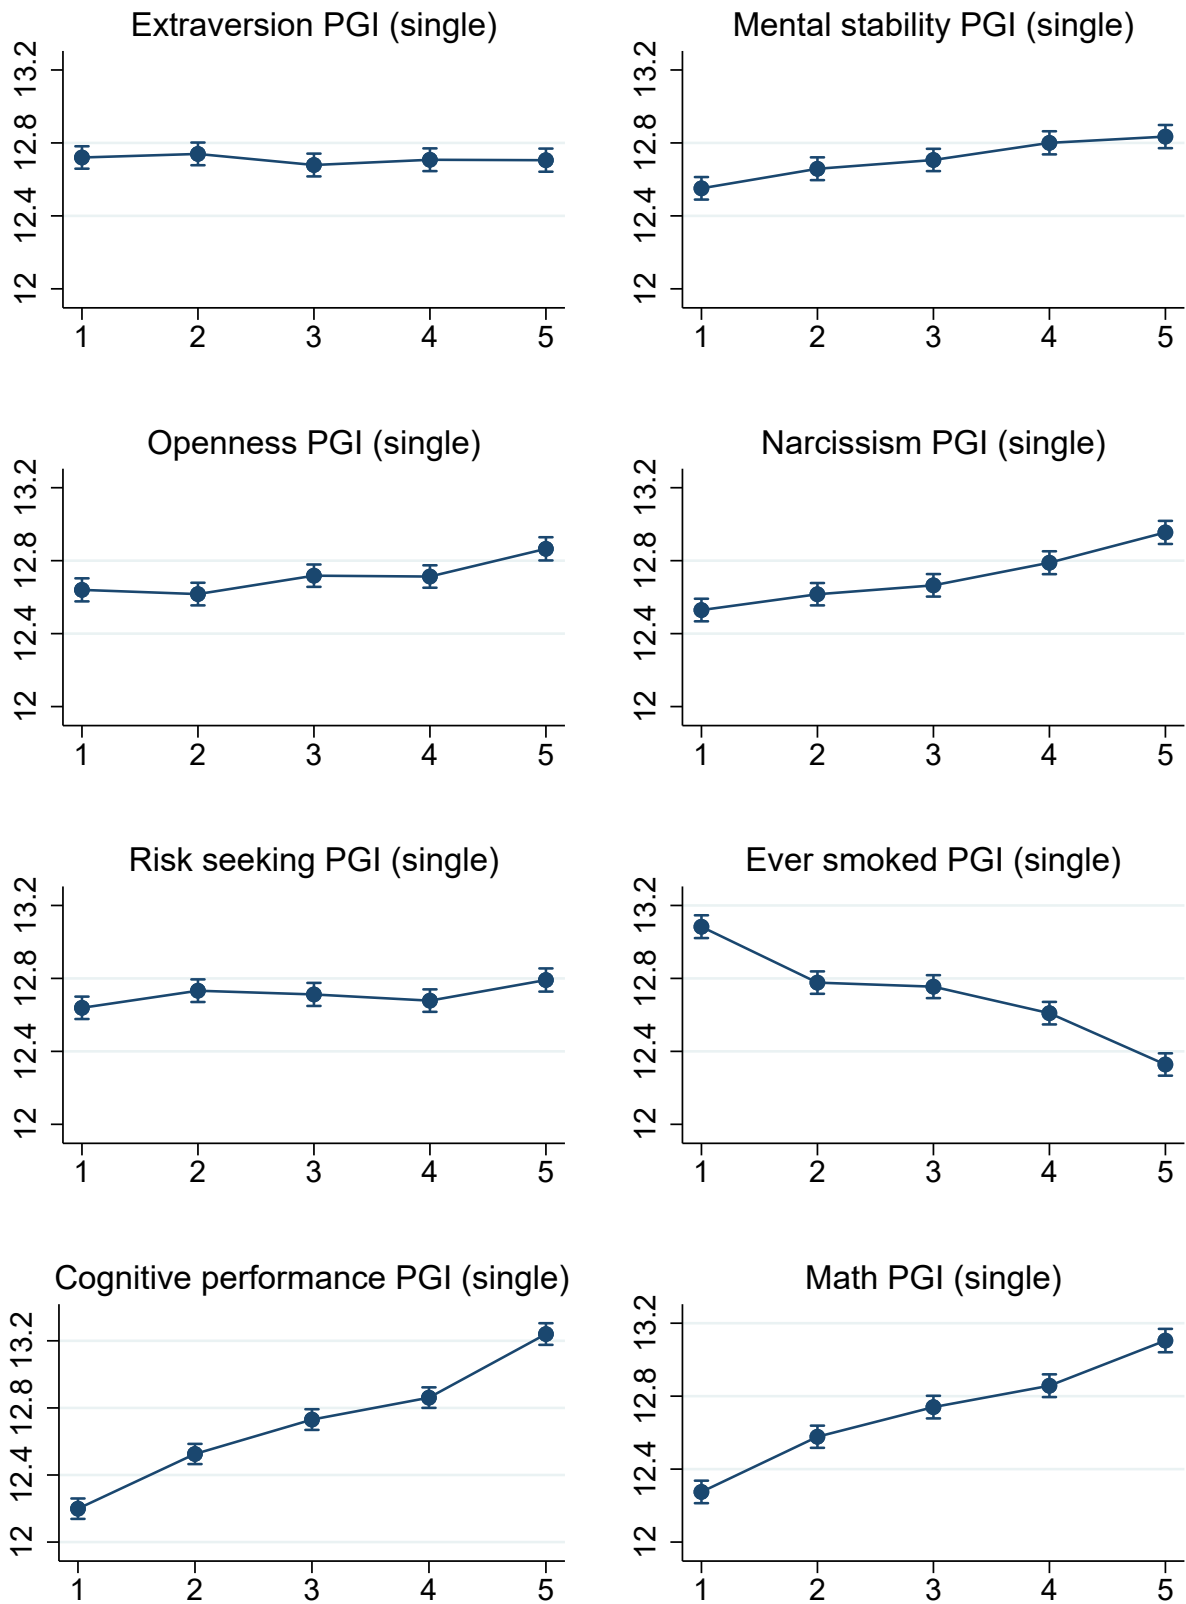 Extraversion PGI (single)
13.2
12.8
12.4
12
1 2 3 4 5
Mental stability PGI (single)
13.2
12.8
12.4
12
1 2 3 4 5
Openness PGI (single)
13.2
12.8
12.4
12
1 2 3 4 5
Narcissism PGI (single)
13.2
12.8
12.4
12
1 2 3 4 5
Risk seeking PGI (single)
13.2
12.8
12.4
12
1 2 3 4 5
Ever smoked PGI (single)
13.2
12.8
12.4
12
1 2 3 4 5
Cognitive performance PGI (single)
13.2
12.8
12.4
12
1 2 3 4 5
Math PGI (single)
13.2
12.8
12.4
12
1 2 3 4 5